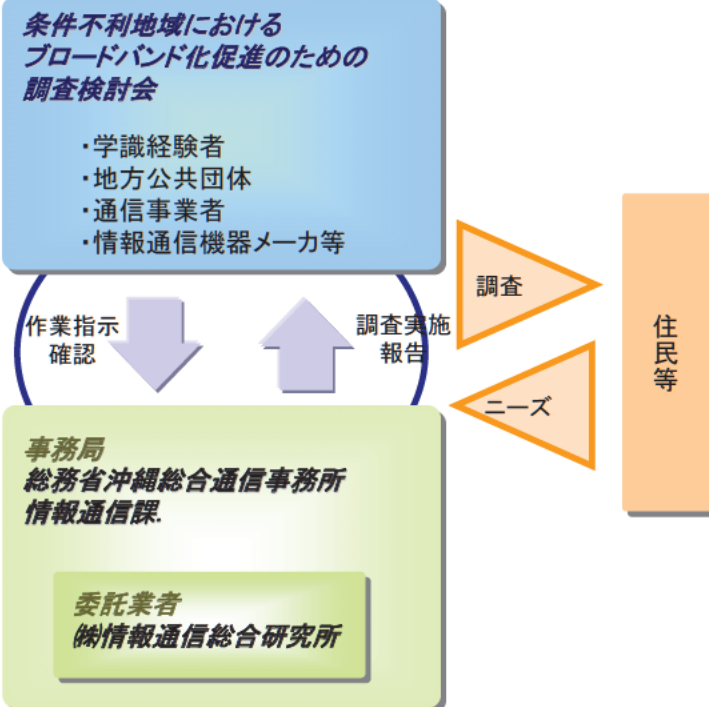 条件不利地域における
ブロードバンド化促進のための
調査検討会
・学識経験者
・地方公共団体
・通信事業者
・情報通信機器メーカ等
作業指示
確認
調査実施
報告
調査
ニーズ
住民等
事務局
総務省沖縄総合通信事務所
情報通信課.
委託業者
㈱情報通信総合研究所